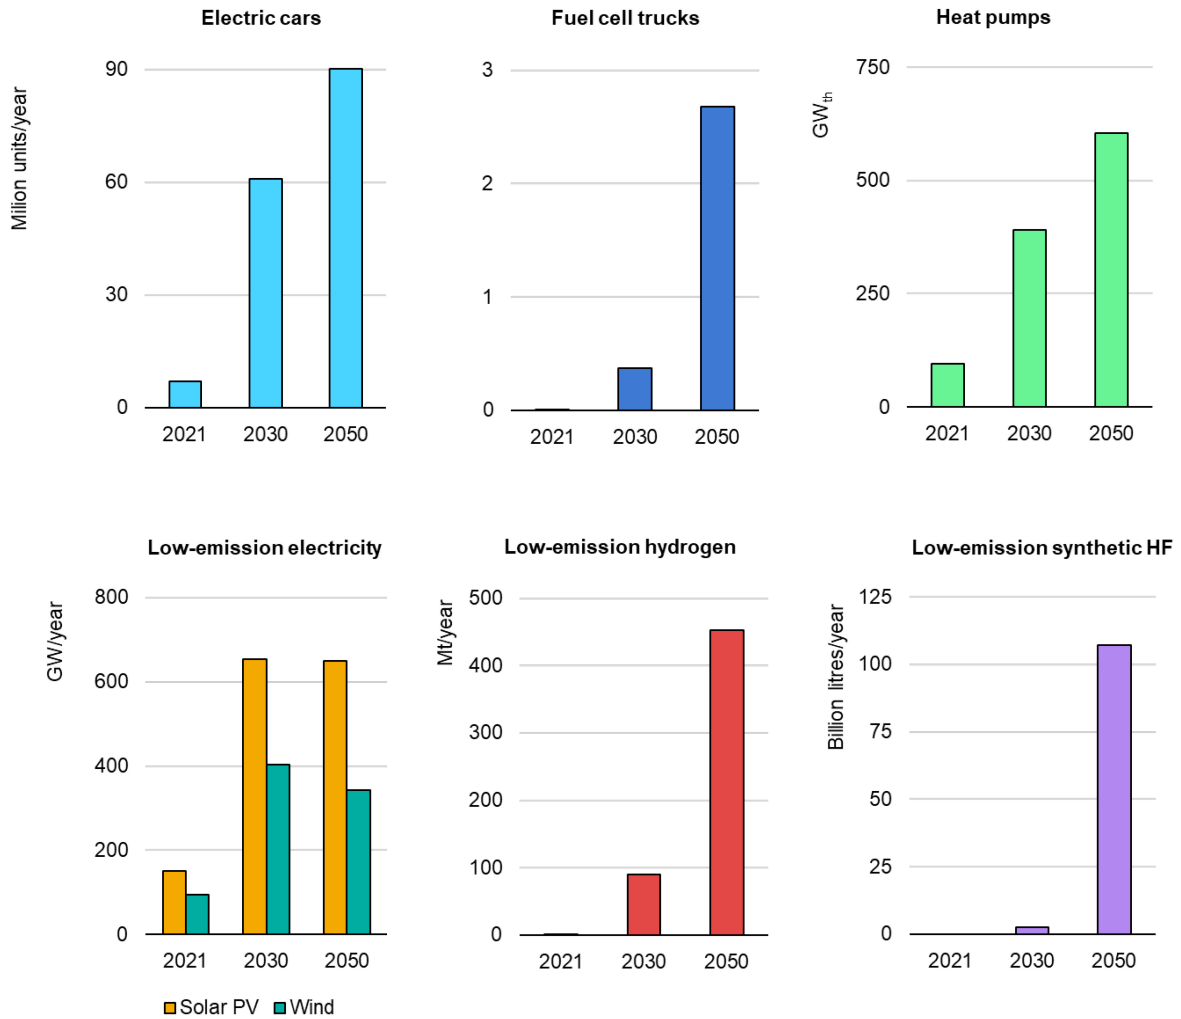 Electric cars
Milion units/year
90
60
30
0
2021 2030 2050
Fuel cell trucks
3
2
1
0
2021 2030 2050
Heat pumps
GWth
750
500
250
0
2021 2030 2050
Low-emission electricity
GW/year
800
600
400
200
0
2021 2030 2050
Solar PV Wind
Low-emission hydrogen
Mt/year
500
400
300
200
100
0
2021 2030 2050
Low-emission synthetic HF
Billion litres/year
125
100
75
50
25
0
2021 2030 2050